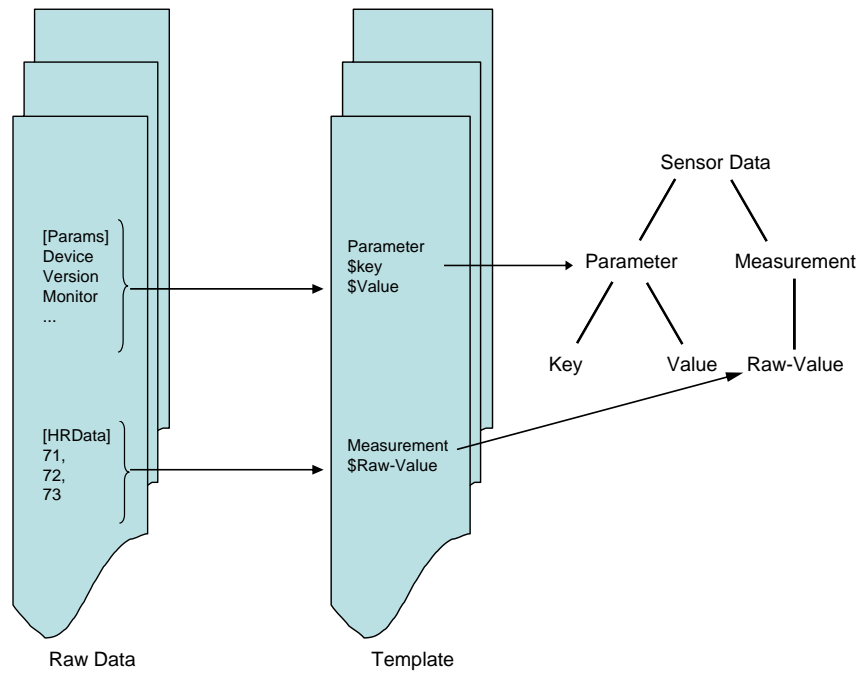 [Params]
Device
Version
Monitor
...
[HRData]
71,
72,
73
Raw Data
Parameter
$key
$Value
Measurement
$Raw-Value
Template
Sensor Data
Parameter
Measurement
Key
Value
Raw-Value